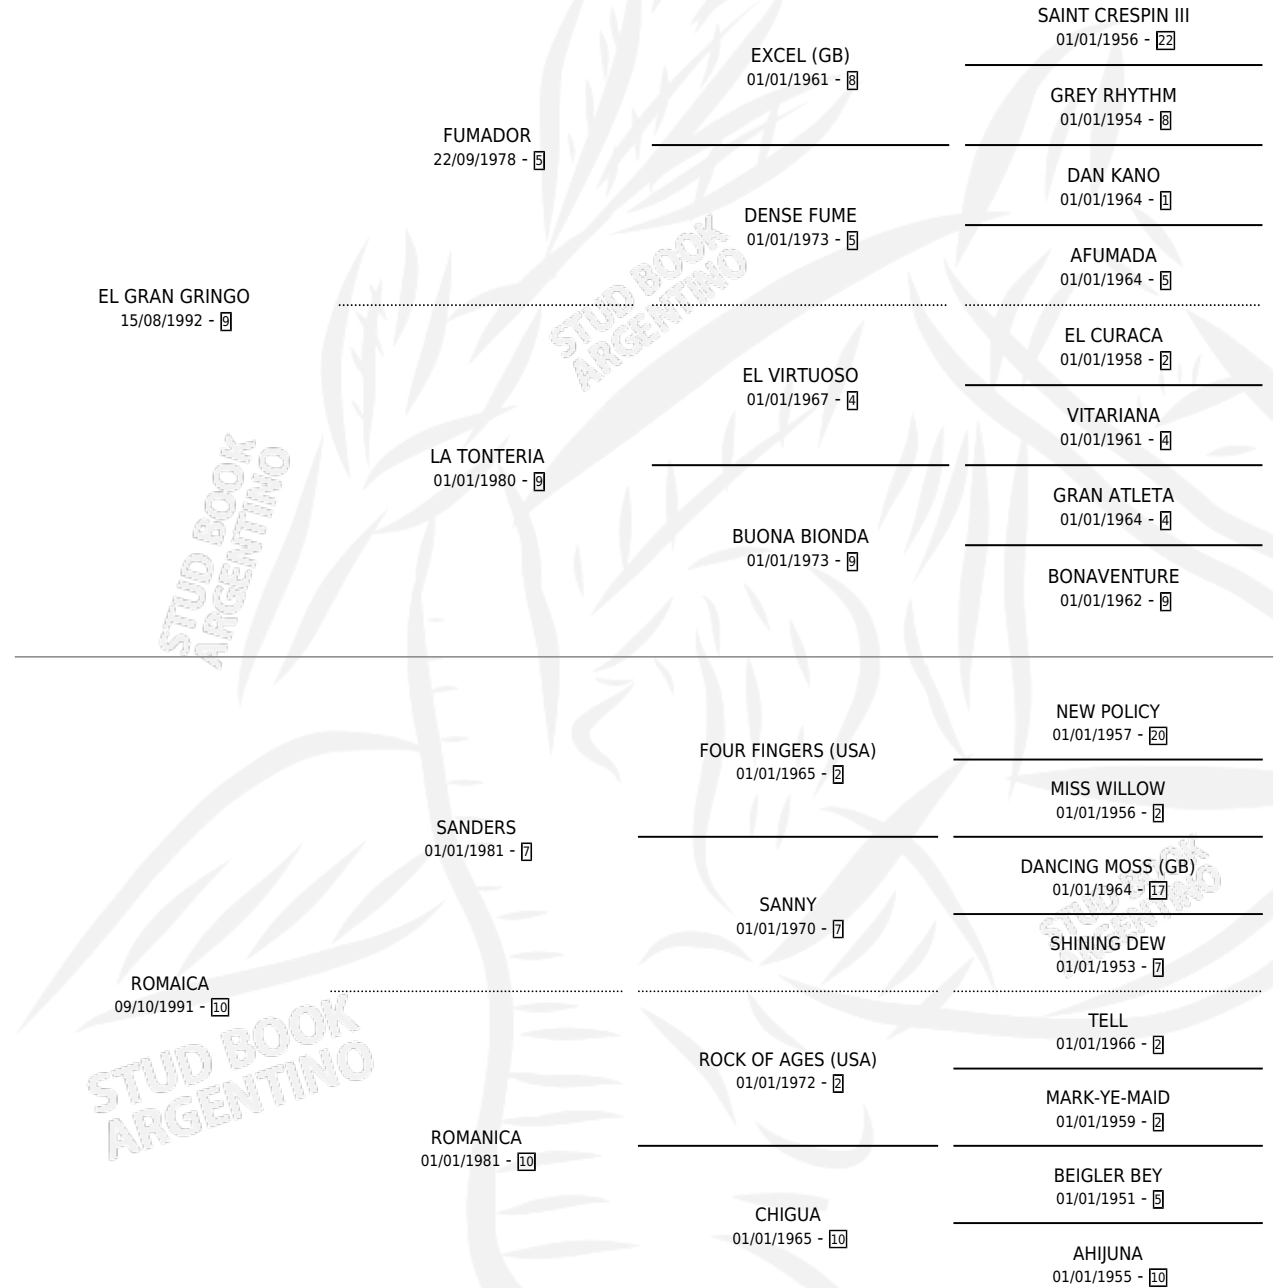 SAINT CRESPIN III
01/01/1956 - 22
EXCEL (GB)
01/01/1961 - 8
GREY RHYTHM
01/01/1954 - 8
FUMADOR
22/09/1978 - 5
DAN KANO
01/01/1964 - 1
DENSE FUME
01/01/1973 - 5
AFUMADA
01/01/1964 - 5
EL GRAN GRINGO
15/08/1992 - 9
EL CURACA
01/01/1958 - 2
EL VIRTUOSO
01/01/1967 - 4
VITARIANA
01/01/1961 - 4
LA TONTERIA
01/01/1980 - 9
GRAN ATLETA
01/01/1964 - 4
BUONA BIONDA
01/01/1973 - 9
BONAVENTURE
01/01/1962 - 9
STUD BOOK
ARGENTINO
STUD BOOK
ARGENTINO
NEW POLICY
01/01/1957 - 20
FOUR FINGERS (USA)
01/01/1965 - 2
MISS WILLOW
01/01/1956 - 2
SANDERS
01/01/1981 - 7
DANCING MOSS (GB)
01/01/1964 - 17
SANNY
01/01/1970 - 7
SHINING DEW
01/01/1953 - 7
ROMAICA
09/10/1991 - 10
TELL
01/01/1966 - 2
ROCK OF AGES (USA)
01/01/1972 - 2
MARK-YE-MAID
01/01/1959 - 2
ROMANICA
01/01/1981 - 10
BEIGLER BEY
01/01/1951 - 5
CHIGUA
01/01/1965 - 10
AHIJUNA
01/01/1955 - 10
STUD BOOK
ARGENTINO
STUD BOOK
ARGENTINO